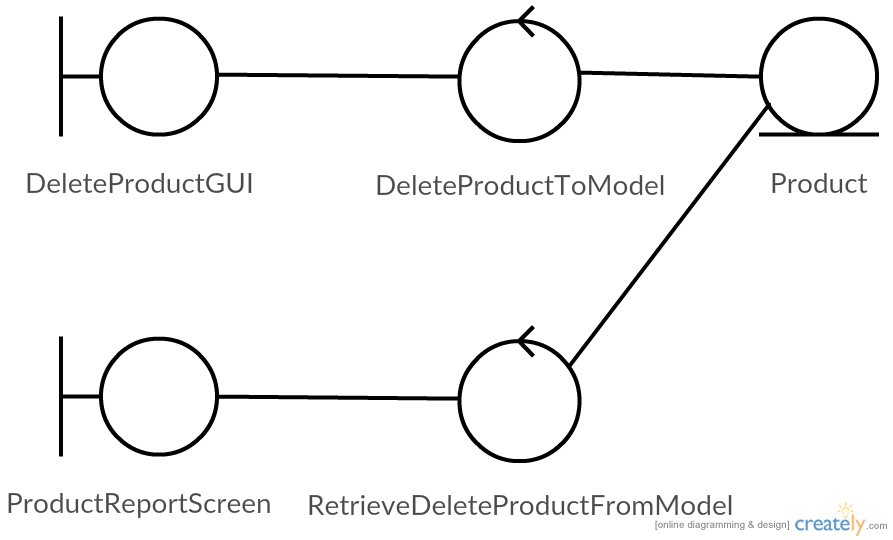 DeleteProductGUI
DeleteProductToModel
Product
ProductReportScreen
RetrieveDeleteProductFromModel
[online diagramming & design] creately.com